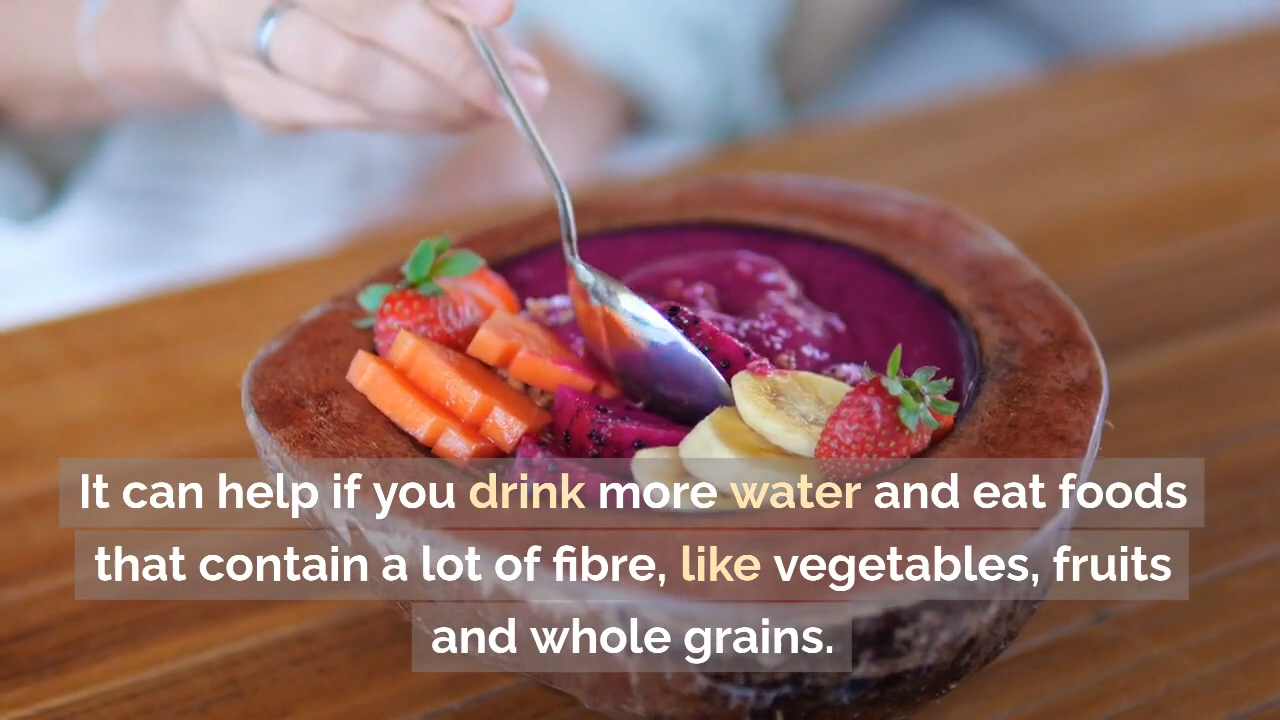 It can help if you drink more water and eat foods
that contain a lot of fibre, like vegetables, fruits
and whole grains.